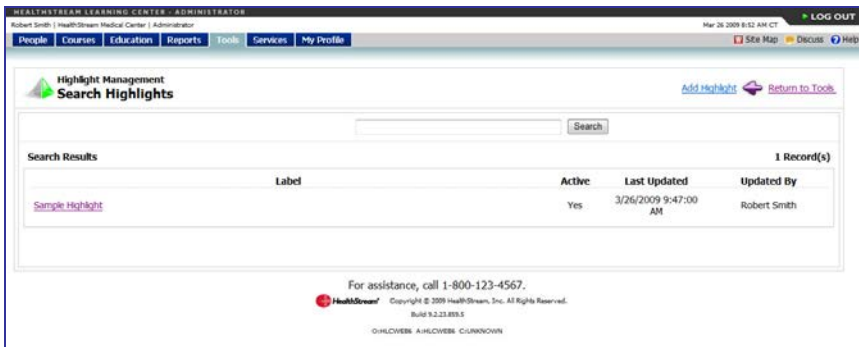 HEALTHSTREAM LEARNING CENTER - ADMINISTRATOR
LOG OUT
Robert Smith | HealthStream Medical Center | Administrator
Mar 26 2009 8:52 AM CT
People Courses Education Reports Tools Services My Profile
Site Map Discuss Help
Highlight Management
Search Highlights
Add Highlight Return to Tools
Search
Search Results
1 Record(s)
Label Active Last Updated Updated By
Sample Highlight Yes 3/26/2009 9:47:00 AM Robert Smith
For assistance, call 1-800-123-4567.
HealthStream Copyright © 2009 HealthStream, Inc. All Rights Reserved.
Build 9.2.23.859.5
O:HLCWEB6 A:HLCWEB6 C:UNKNOWN